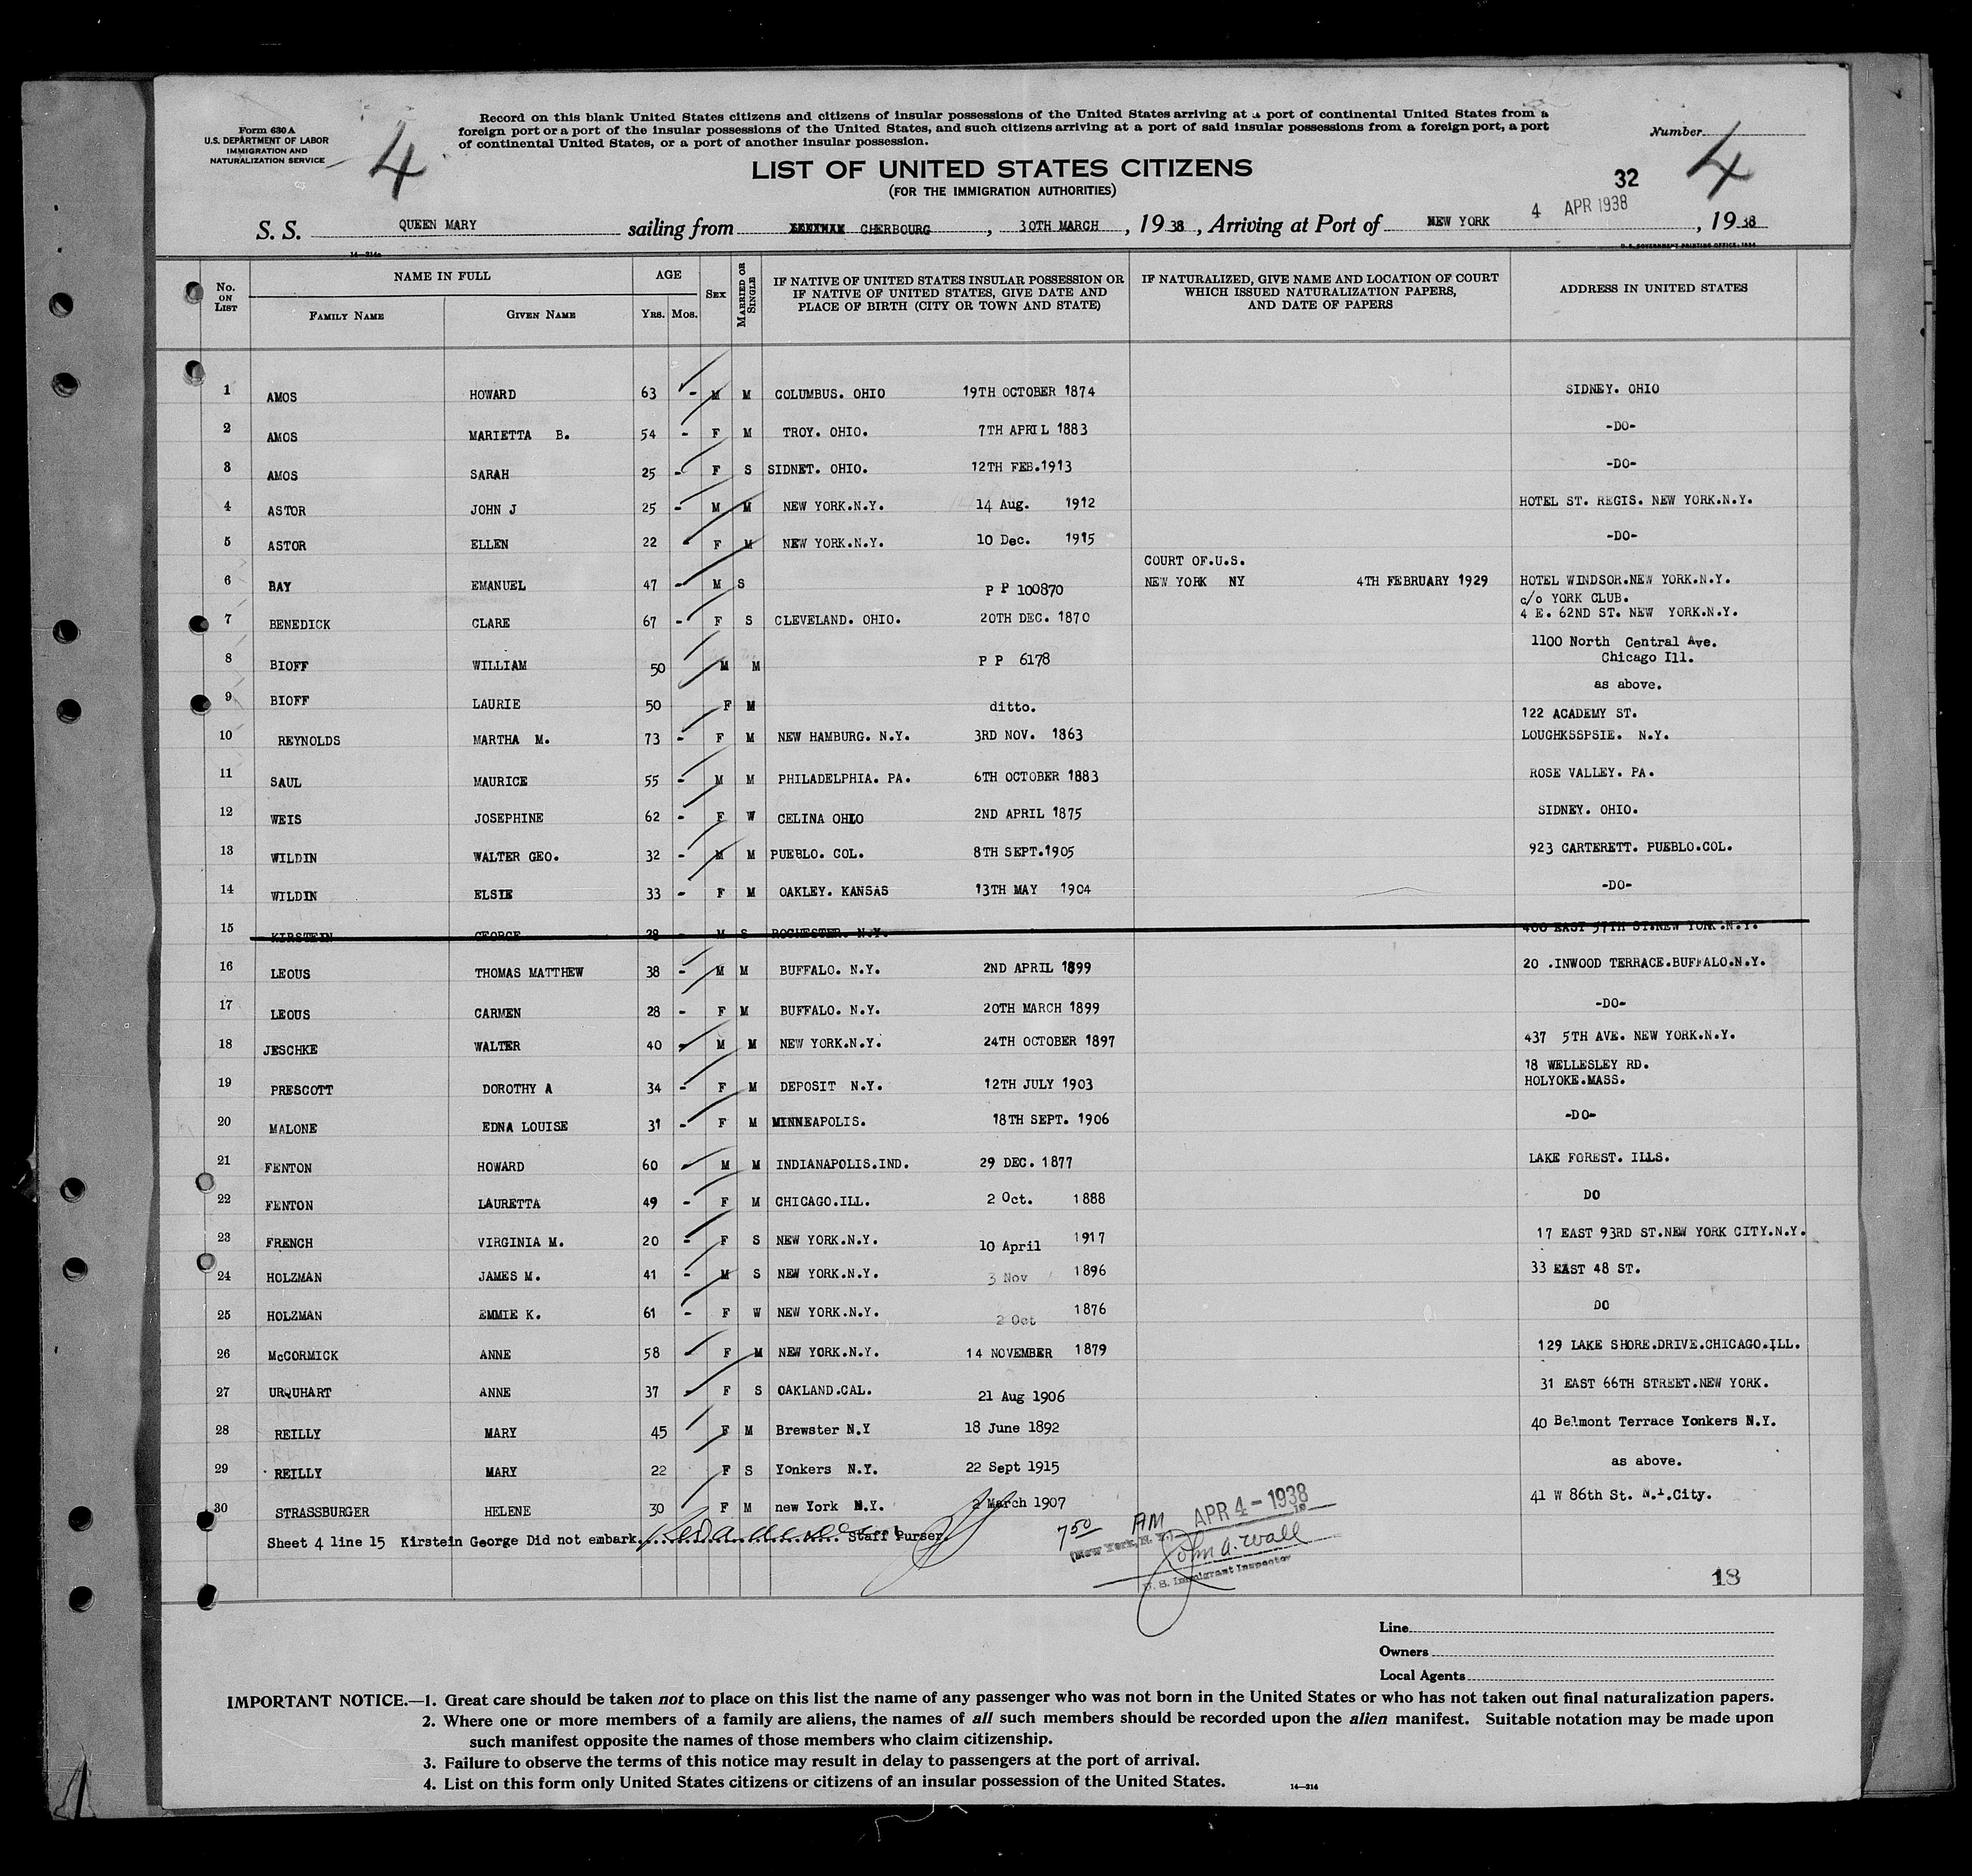 Form 630 A
U.S. DEPARTMENT OF LABOR
IMMIGRATION AND
NATURALIZATION SERVICE
4
Record on this blank United States citizens and citizens of insular possessions of the United States arriving at a port of continental United States from a
foreign port or a port of the insular possessions of the United States, and such citizens arriving at a port of said insular possessions from a foreign port, a port
of continental United States, or a port of another insular possession.
Number
4
LIST OF UNITED STATES CITIZENS
(FOR THE IMMIGRATION AUTHORITIES)
32
4 APR 1938
S. S. QUEEN MARY sailing from CHERBOURG , 30TH MARCH , 19 38 , Arriving at Port of NEW YORK , 19 38
14—214a
U. S. GOVERNMENT PRINTING OFFICE: 1934
No. ON LIST
NAME IN FULL
FAMILY NAME GIVEN NAME
AGE
YRS. MOS.
SEX
MARRIED OR SINGLE
IF NATIVE OF UNITED STATES INSULAR POSSESSION OR
IF NATIVE OF UNITED STATES, GIVE DATE AND
PLACE OF BIRTH (CITY OR TOWN AND STATE)
IF NATURALIZED, GIVE NAME AND LOCATION OF COURT
WHICH ISSUED NATURALIZATION PAPERS,
AND DATE OF PAPERS
ADDRESS IN UNITED STATES
1 AMOS HOWARD 63 - M M COLUMBUS. OHIO 19TH OCTOBER 1874 SIDNEY. OHIO
2 AMOS MARIETTA B. 54 - F M TROY. OHIO. 7TH APRIL 1883 -DO-
3 AMOS SARAH 25 - F S SIDNET. OHIO. 12TH FEB.1913 -DO-
4 ASTOR JOHN J 25 - M M NEW YORK.N.Y. 14 Aug. 1912 HOTEL ST. REGIS. NEW YORK.N.Y.
5 ASTOR ELLEN 22 - F M NEW YORK.N.Y. 10 Dec. 1915 -DO-
COURT OF.U.S.
6 BAY EMANUEL 47 - M S P P 100870 NEW YORK NY 4TH FEBRUARY 1929 HOTEL WINDSOR.NEW YORK.N.Y.
c/o YORK CLUB.
7 BENEDICK CLARE 67 - F S CLEVELAND. OHIO. 20TH DEC. 1870 4 E. 62ND ST. NEW YORK.N.Y.
1100 North Central Ave.
8 BIOFF WILLIAM 50 M M P P 6178 Chicago Ill.
9 BIOFF LAURIE 50 F M ditto. as above.
122 ACADEMY ST.
10 REYNOLDS MARTHA M. 73 - F M NEW HAMBURG. N.Y. 3RD NOV. 1863 LOUGHKSSPSIE. N.Y.
11 SAUL MAURICE 55 - M M PHILADELPHIA. PA. 6TH OCTOBER 1883 ROSE VALLEY. PA.
12 WEIS JOSEPHINE 62 - F W CELINA OHIO 2ND APRIL 1875 SIDNEY. OHIO.
13 WILDIN WALTER GEO. 32 - M M PUEBLO. COL. 8TH SEPT.1905 923 CARTERETT. PUEBLO.COL.
14 WILDIN ELSIE 33 - F M OAKLEY. KANSAS 13TH MAY 1904 -DO-
15 KIRSTEIN GEORGE 28 - M S ROCHESTER. N.Y. 400 EAST 57TH ST.NEW YORK.N.Y.
16 LEOUS THOMAS MATTHEW 38 - M M BUFFALO. N.Y. 2ND APRIL 1899 20 .INWOOD TERRACE.BUFFALO.N.Y.
17 LEOUS CARMEN 28 - F M BUFFALO. N.Y. 20TH MARCH 1899 -DO-
18 JESCHKE WALTER 40 - M M NEW YORK.N.Y. 24TH OCTOBER 1897 437 5TH AVE. NEW YORK.N.Y.
18 WELLESLEY RD.
19 PRESCOTT DOROTHY A 34 - F M DEPOSIT N.Y. 12TH JULY 1903 HOLYOKE.MASS.
20 MALONE EDNA LOUISE 31 - F M MINNEAPOLIS. 18TH SEPT. 1906 -DO-
21 FENTON HOWARD 60 - M M INDIANAPOLIS.IND. 29 DEC. 1877 LAKE FOREST. ILLS.
22 FENTON LAURETTA 49 - F M CHICAGO.ILL. 2 Oct. 1888 DO
23 FRENCH VIRGINIA M. 20 - F S NEW YORK.N.Y. 10 April 1917 17 EAST 93RD ST.NEW YORK CITY.N.Y.
24 HOLZMAN JAMES M. 41 - M S NEW YORK.N.Y. 3 Nov 1896 33 EAST 48 ST.
25 HOLZMAN EMMIE K. 61 - F W NEW YORK.N.Y. 2 Oct 1876 DO
26 McCORMICK ANNE 58 - F M NEW YORK.N.Y. 14 NOVEMBER 1879 129 LAKE SHORE.DRIVE.CHICAGO.ILL.
27 URQUHART ANNE 37 - F S OAKLAND.CAL. 21 Aug 1906 31 EAST 66TH STREET.NEW YORK.
28 REILLY MARY 45 F M Brewster N.Y 18 June 1892 40 Belmont Terrace Yonkers N.Y.
29 REILLY MARY 22 F S Yonkers N.Y. 22 Sept 1915 as above.
30 STRASSBURGER HELENE 30 F M new York N.Y. 2 March 1907 41 W 86th St. N.Y.City.
Sheet 4 line 15 Kirstein George Did not embark. Staff Purser.
7 50 AM APR 4 - 1938
(New York, N. Y.)
John A. Wall
U. S. Immigrant Inspector
18
Line
Owners
Local Agents
IMPORTANT NOTICE.—1. Great care should be taken not to place on this list the name of any passenger who was not born in the United States or who has not taken out final naturalization papers.
2. Where one or more members of a family are aliens, the names of all such members should be recorded upon the alien manifest. Suitable notation may be made upon
such manifest opposite the names of those members who claim citizenship.
3. Failure to observe the terms of this notice may result in delay to passengers at the port of arrival.
4. List on this form only United States citizens or citizens of an insular possession of the United States.
14—214